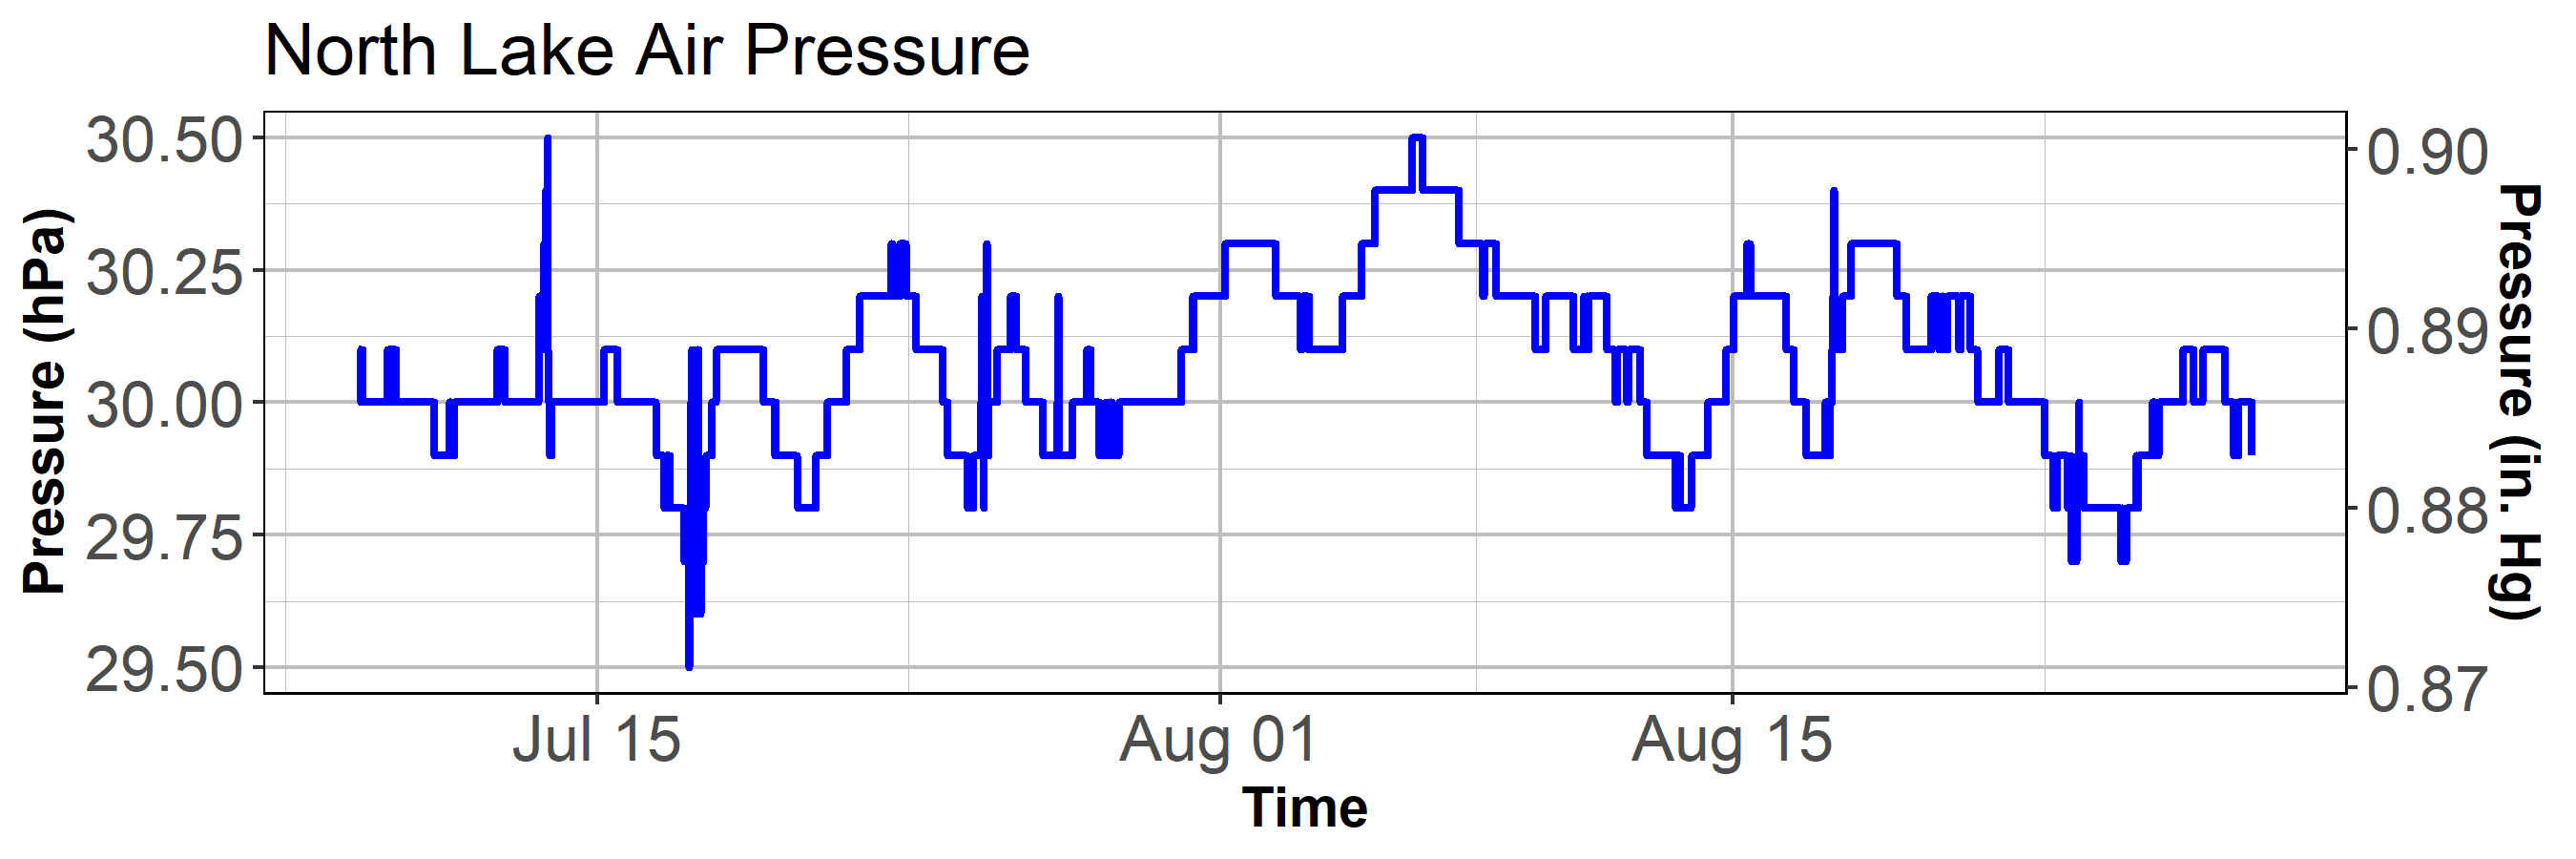 North Lake Air Pressure
30.50
30.25
30.00
29.75
29.50
Pressure (hPa)
0.90
0.89
0.88
0.87
Pressure (in. Hg)
Jul 15
Aug 01
Aug 15
Time